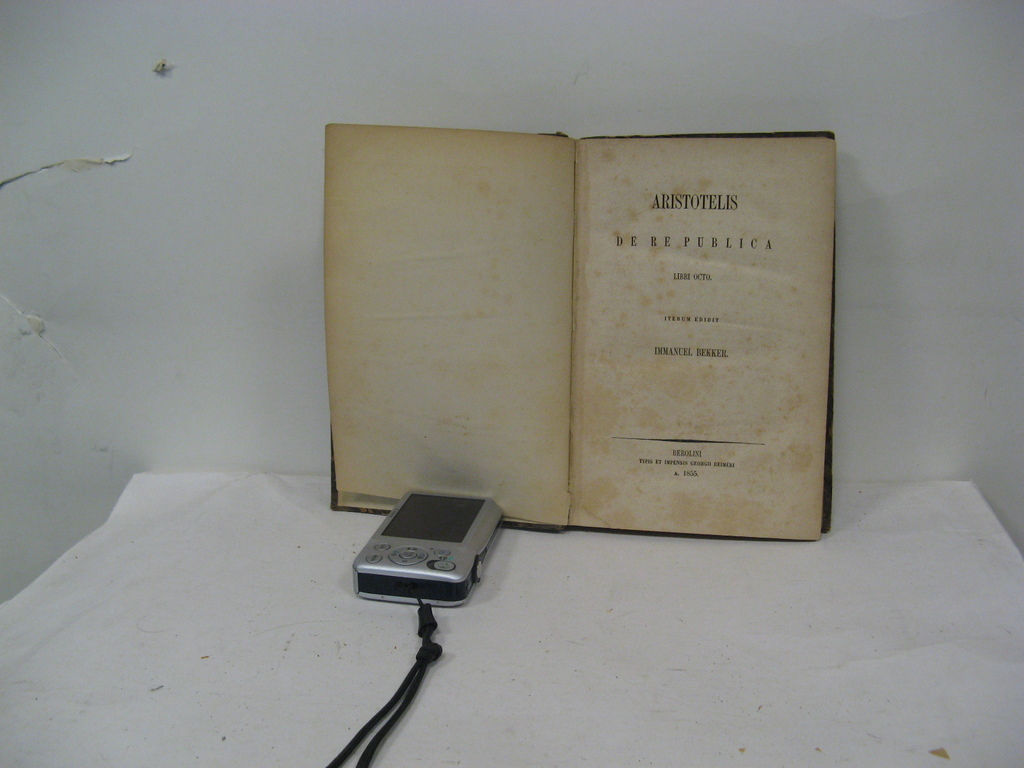 ARISTOTELIS
DE RE PUBLICA
LIBRI OCTO.
ITERUM EDIDIT
IMMANUEL BEKKER.
BEROLINI
TYPIS ET IMPENSIS GEORGII REIMERI
A. 1855.